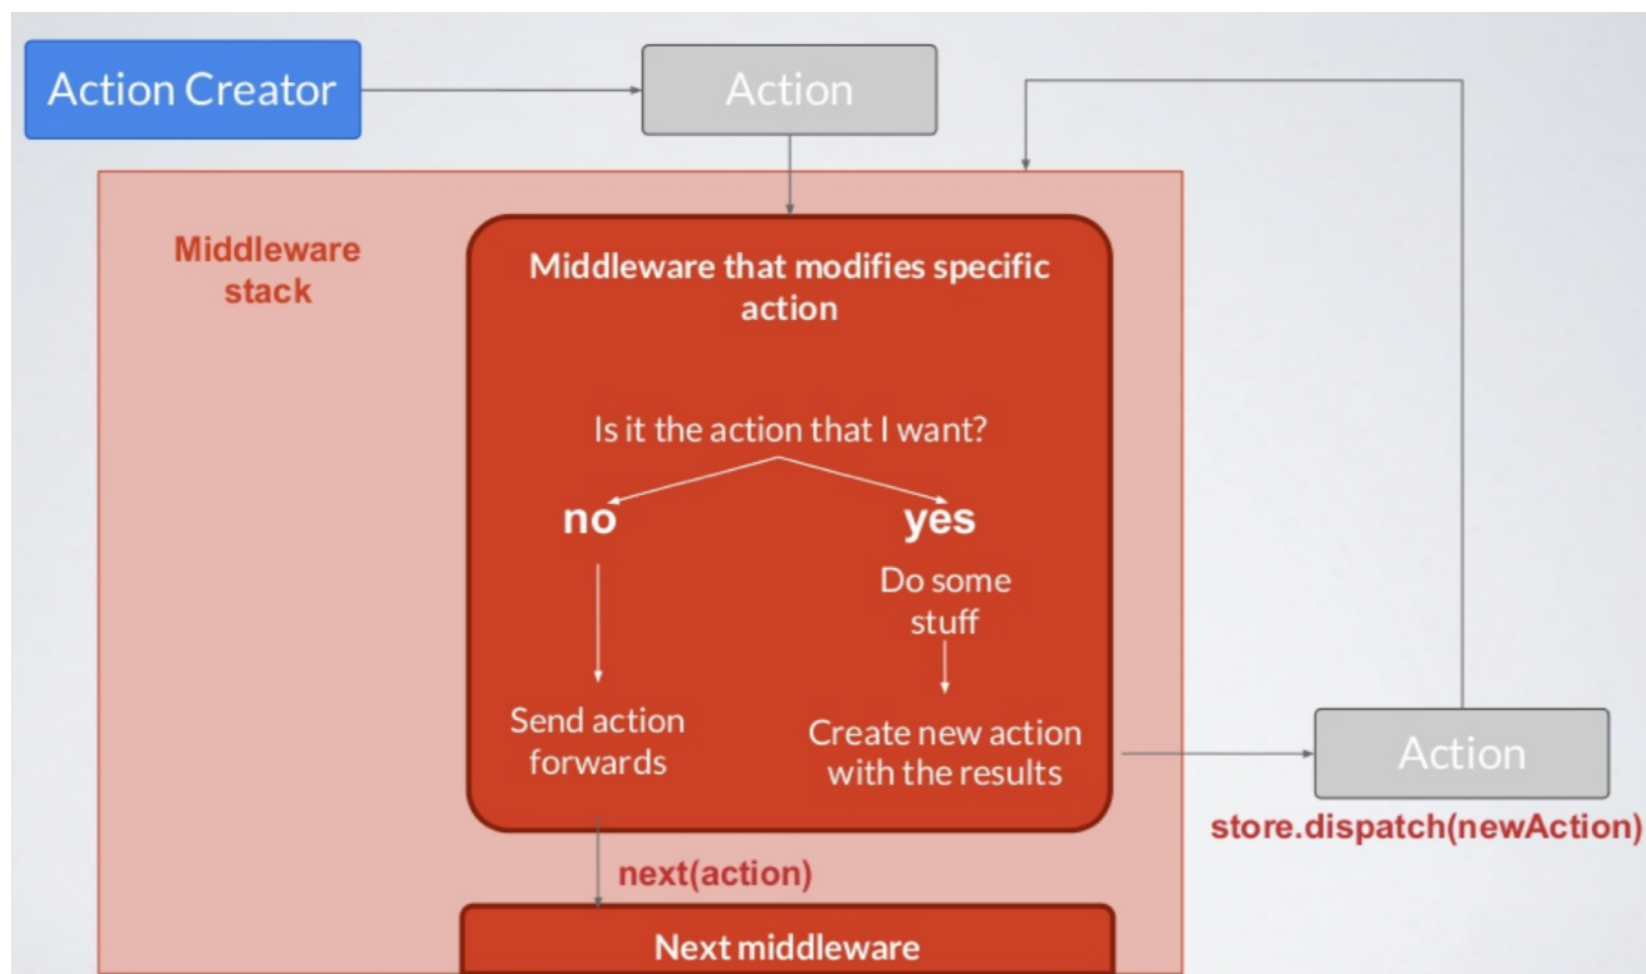 Action Creator
Action
Middleware
stack
Middleware that modifies specific
action
Is it the action that I want?
no
yes
Do some
stuff
Send action
forwards
Create new action
with the results
Action
store.dispatch(newAction)
next(action)
Next middleware